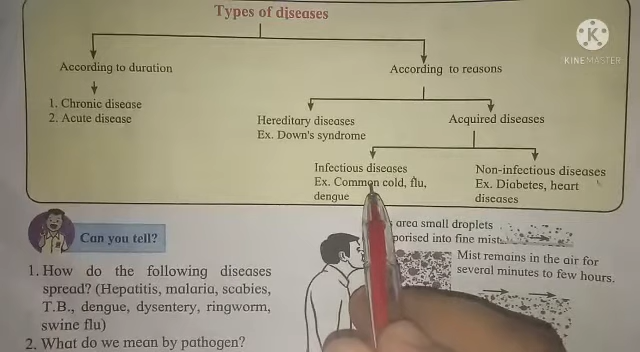 Types of diseases
K
KINEMASTER
According to duration
According to reasons
1. Chronic disease
2. Acute disease
Hereditary diseases
Ex. Down's syndrome
Acquired diseases
Infectious diseases
Ex. Common cold, flu,
dengue
Non-infectious diseases
Ex. Diabetes, heart
diseases
Can you tell?
1. How do the following diseases
spread? (Hepatitis, malaria, scabies,
T.B., dengue, dysentery, ringworm,
swine flu)
2. What do we mean by pathogen?
area small droplets
porised into fine mist.
Mist remains in the air for
several minutes to few hours.